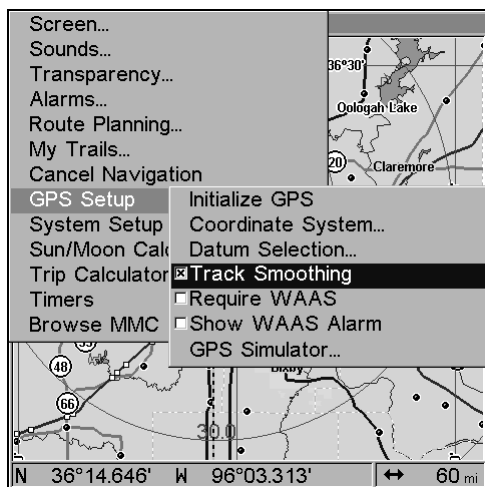 Screen...
Sounds...
Transparency...
Alarms...
Route Planning...
My Trails...
Cancel Navigation
GPS Setup
System Setup
Sun/Moon Calc
Trip Calculator
Timers
Browse MMC
Initialize GPS
Coordinate System...
Datum Selection...
Track Smoothing
Require WAAS
Show WAAS Alarm
GPS Simulator...
36°30'
Oologah Lake
20
Claremore
48
66
Bixby
30.0
N 36°14.646' W 96°03.313' ↔ 60 mi